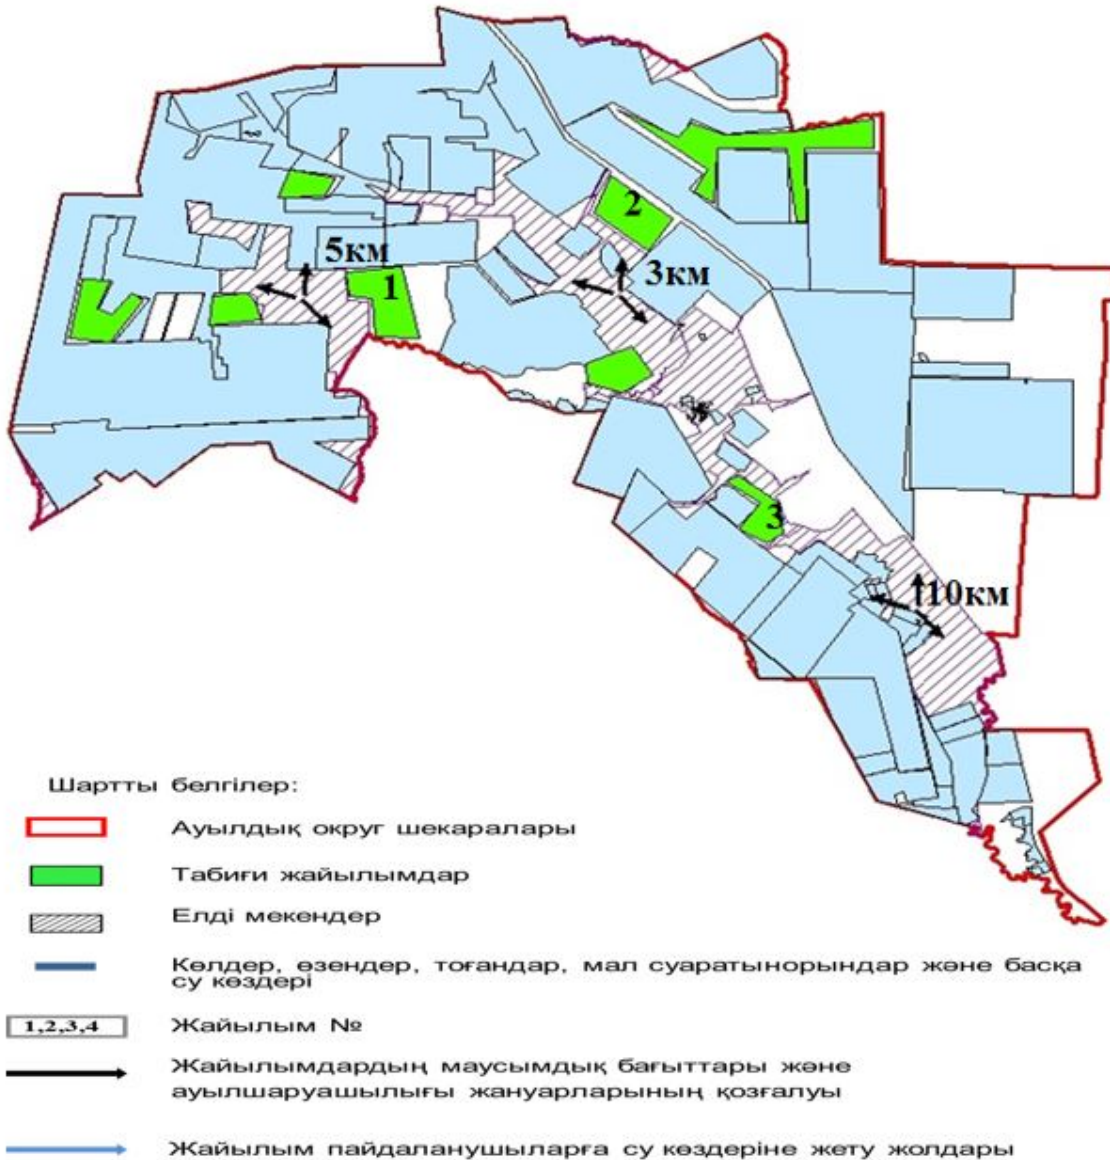 2
5км
3км
1
3
10км
Шартты белгілер:
Ауылдық округ шекаралары
Табиғи жайылымдар
Елді мекендер
Көлдер, өзендер, тоғандар, мал суаратынорындар және басқа
су көздері
1,2,3,4
Жайылым №
Жайылымдардың маусымдық бағыттары және
ауылшаруашылығы жануарларының қозғалуы
Жайылым пайдаланушыларға су көздеріне жету жолдары